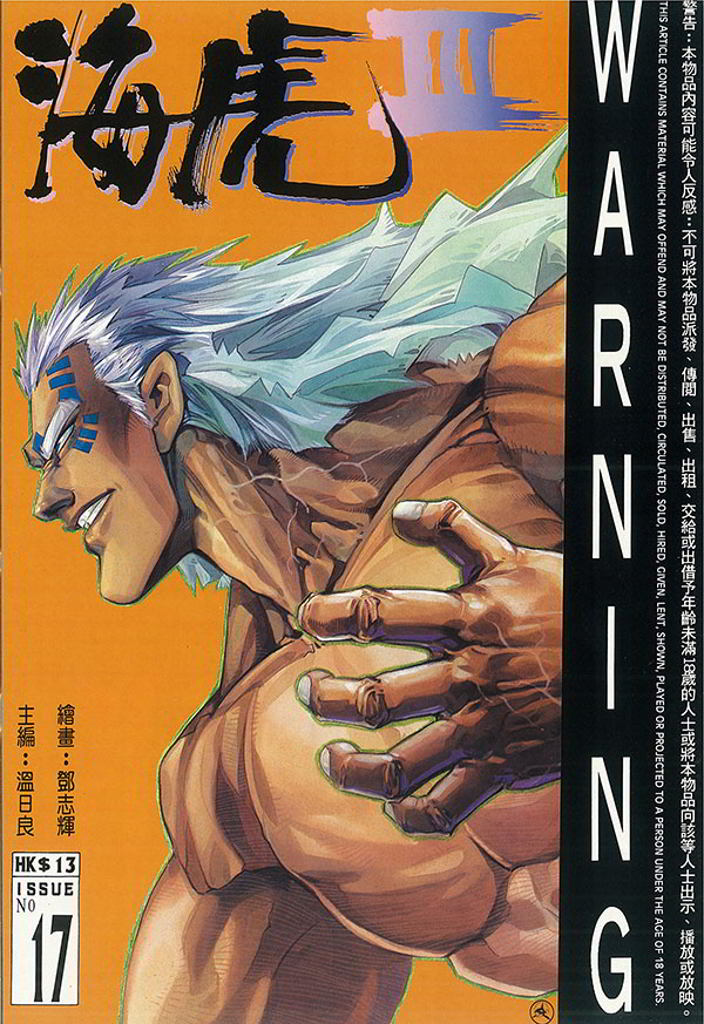 海虎III
WARNING
THIS ARTICLE CONTAINS MATERIAL WHICH MAY OFFEND AND MAY NOT BE DISTRIBUTED, CIRCULATED, SOLD, HIRED, GIVEN, LENT, SHOWN, PLAYED OR PROJECTED TO A PERSON UNDER THE AGE OF 18 YEARS.
警告：本物品內容可能令人反感：不可將本物品派發、傳閱、出售、出租、交給或出借予年齡未滿18歲的人士或將本物品向該等人士出示、播放或放映。
繪畫：鄧志輝
主編：溫日良
HK$ 13
ISSUE
NO
17